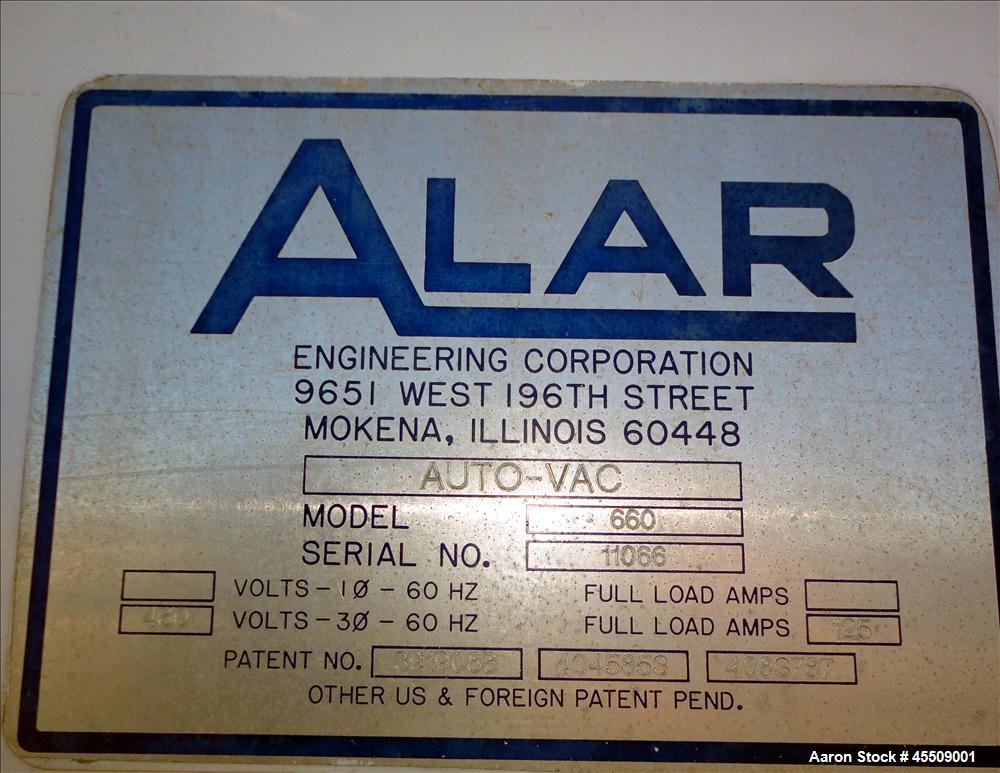 ALAR
ENGINEERING CORPORATION
9651 WEST 196TH STREET
MOKENA, ILLINOIS 60448
AUTO-VAC
MODEL 660
SERIAL NO. 11066
VOLTS-1Ø-60 HZ FULL LOAD AMPS
480 VOLTS-3Ø-60 HZ FULL LOAD AMPS 125
PATENT NO. 4045853
OTHER US & FOREIGN PATENT PEND.
Aaron Stock # 45509001